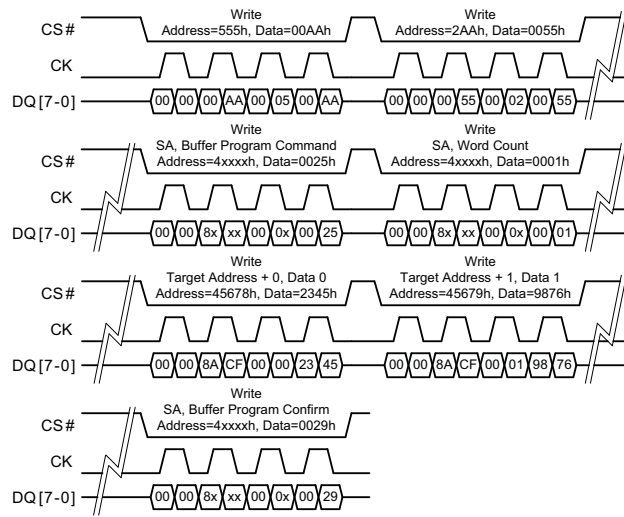 Write Write
CS# Address=555h, Data=00AAh Address=2AAh, Data=0055h
CK
DQ[7-0] 00 00 00 AA 00 05 00 AA 00 00 00 55 00 02 00 55
Write Write
SA, Buffer Program Command SA, Word Count
CS# Address=4xxxxh, Data=0025h Address=4xxxxh, Data=0001h
CK
DQ[7-0] 00 00 8x xx 00 0x 00 25 00 00 8x xx 00 0x 00 01
Write Write
Target Address + 0, Data 0 Target Address + 1, Data 1
CS# Address=45678h, Data=2345h Address=45679h, Data=9876h
CK
DQ[7-0] 00 00 8A CF 00 00 23 45 00 00 8A CF 00 01 98 76
Write
SA, Buffer Program Confirm
CS# Address=4xxxxh, Data=0029h
CK
DQ[7-0] 00 00 8x xx 00 0x 00 29